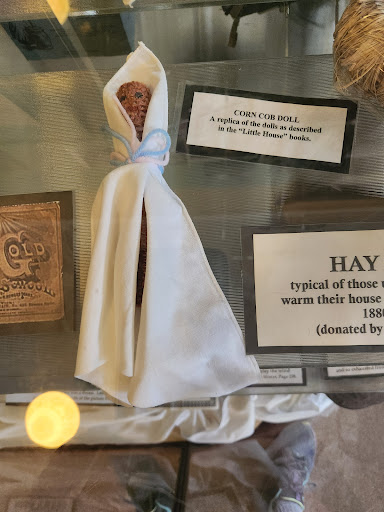 CORN COB DOLL
A replica of the dolls as described
in the "Little House" books.
HAY
typical of those
warm their house
188
(donated by
GOLD